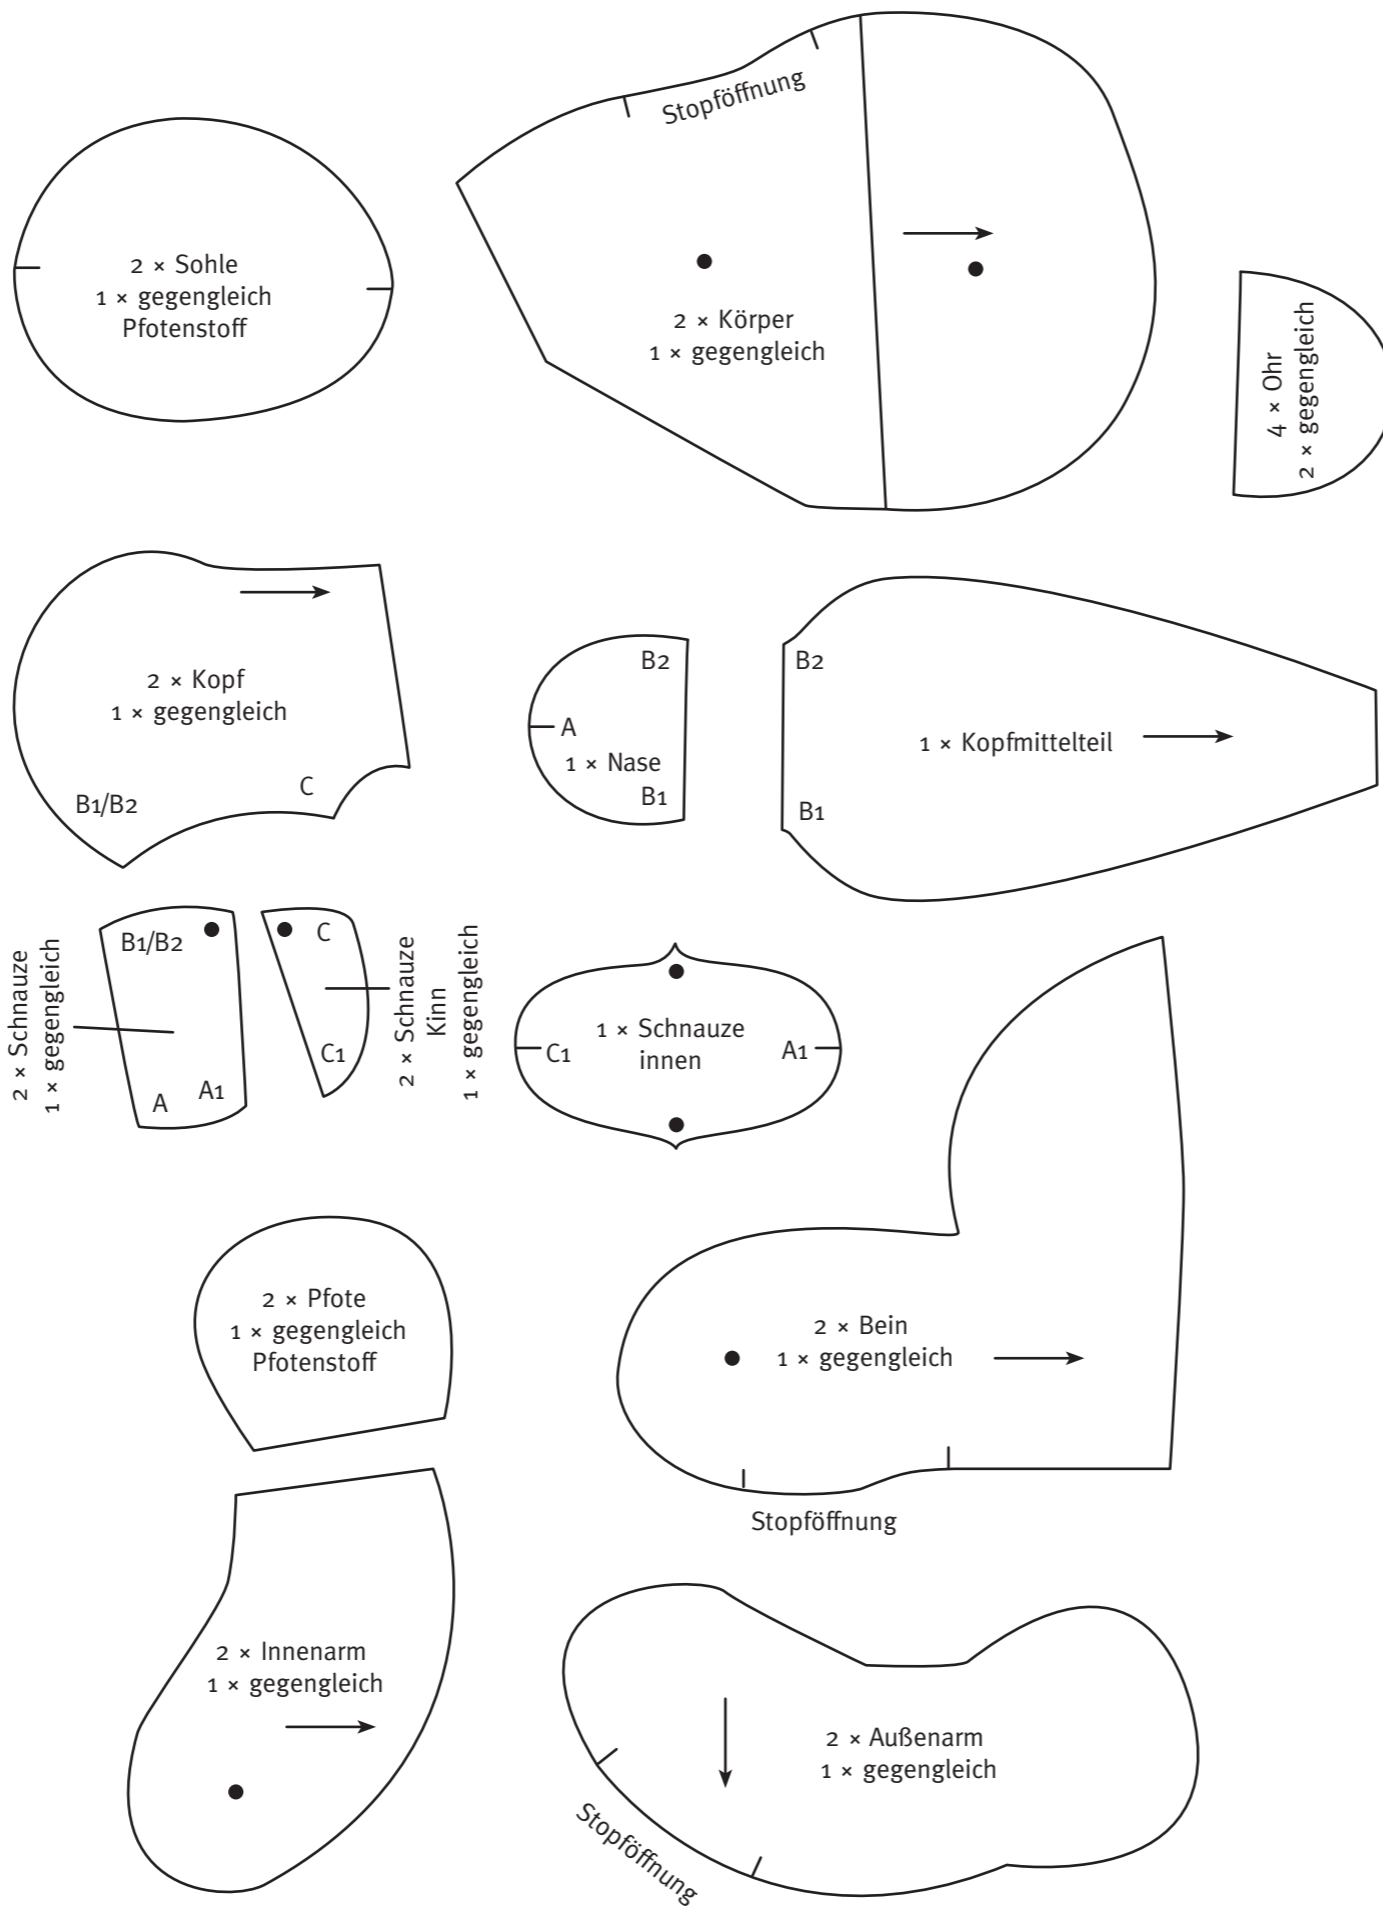 Stopföffnung
2 × Sohle
1 × gegengleich
Pfotenstoff
2 × Körper
1 × gegengleich
4 × Ohr
2 × gegengleich
2 × Kopf
1 × gegengleich
B1/B2
C
B2
A
1 × Nase
B1
B2
1 × Kopfmittelteil
B1
2 × Schnauze
1 × gegengleich
B1/B2
A
A1
C
C1
2 × Schnauze
Kinn
1 × gegengleich
1 × Schnauze
innen
C1
A1
2 × Pfote
1 × gegengleich
Pfotenstoff
2 × Bein
1 × gegengleich
Stopföffnung
2 × Innenarm
1 × gegengleich
2 × Außenarm
1 × gegengleich
Stopföffnung